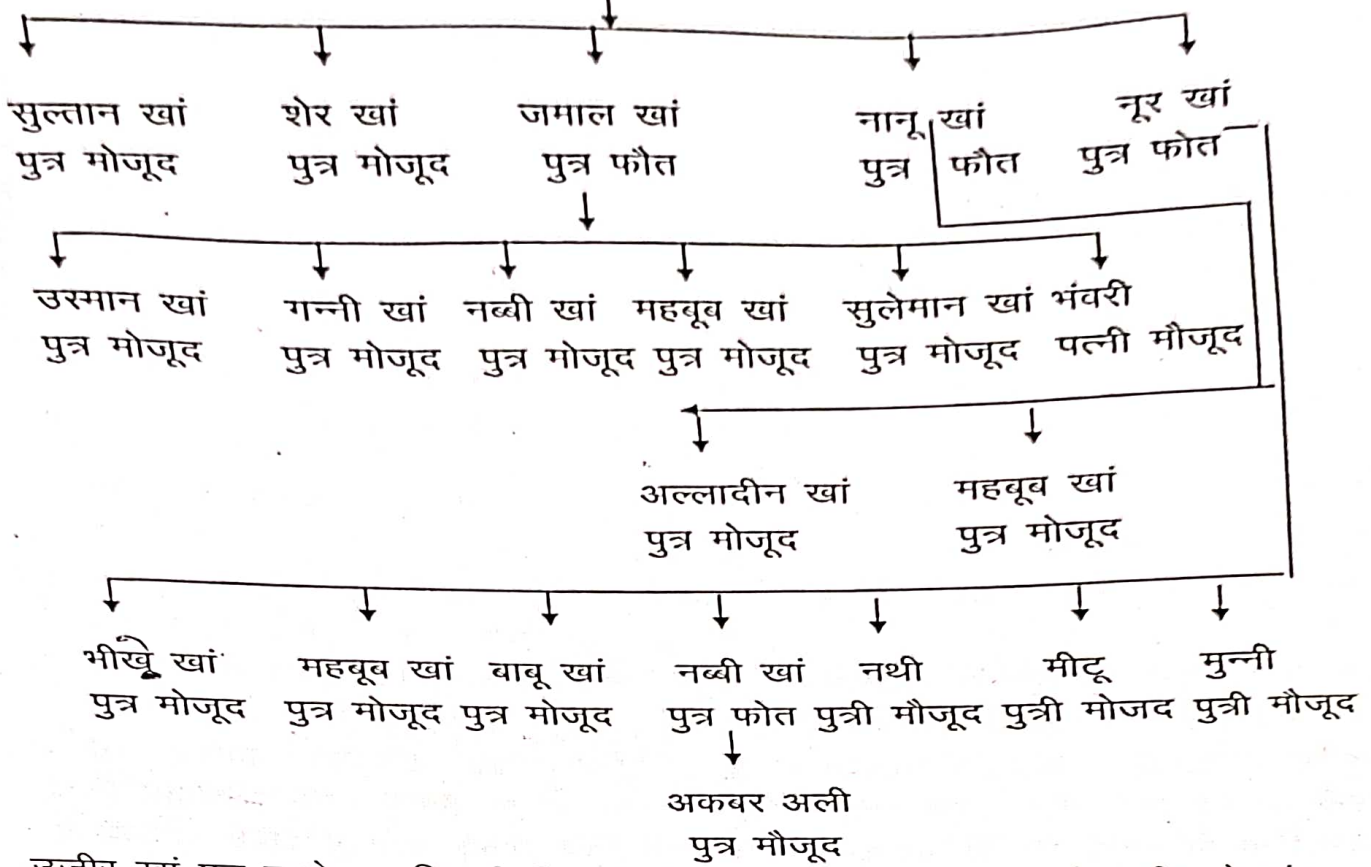 सुल्तान खां शेर खां जमाल खां नानू खां नूर खां
पुत्र मोजूद पुत्र मोजूद पुत्र फौत पुत्र फौत पुत्र फोत
उस्मान खां गन्नी खां नब्बी खां महबूब खां सुलेमान खां भंवरी
पुत्र मोजूद पुत्र मोजूद पुत्र मोजूद पुत्र मोजूद पुत्र मोजूद पत्नी मौजूद
अल्लादीन खां महबूब खां
पुत्र मोजूद पुत्र मोजूद
खां महबूब खां बाबू खां नब्बी खां नथी मीटू मुन्नी
पुत्र मोजूद पुत्र मोजूद पुत्र मोजूद पुत्र फोत पुत्री मौजूद पुत्री मोजद पुत्री मौजूद
अकबर अली
पुत्र मौजूद